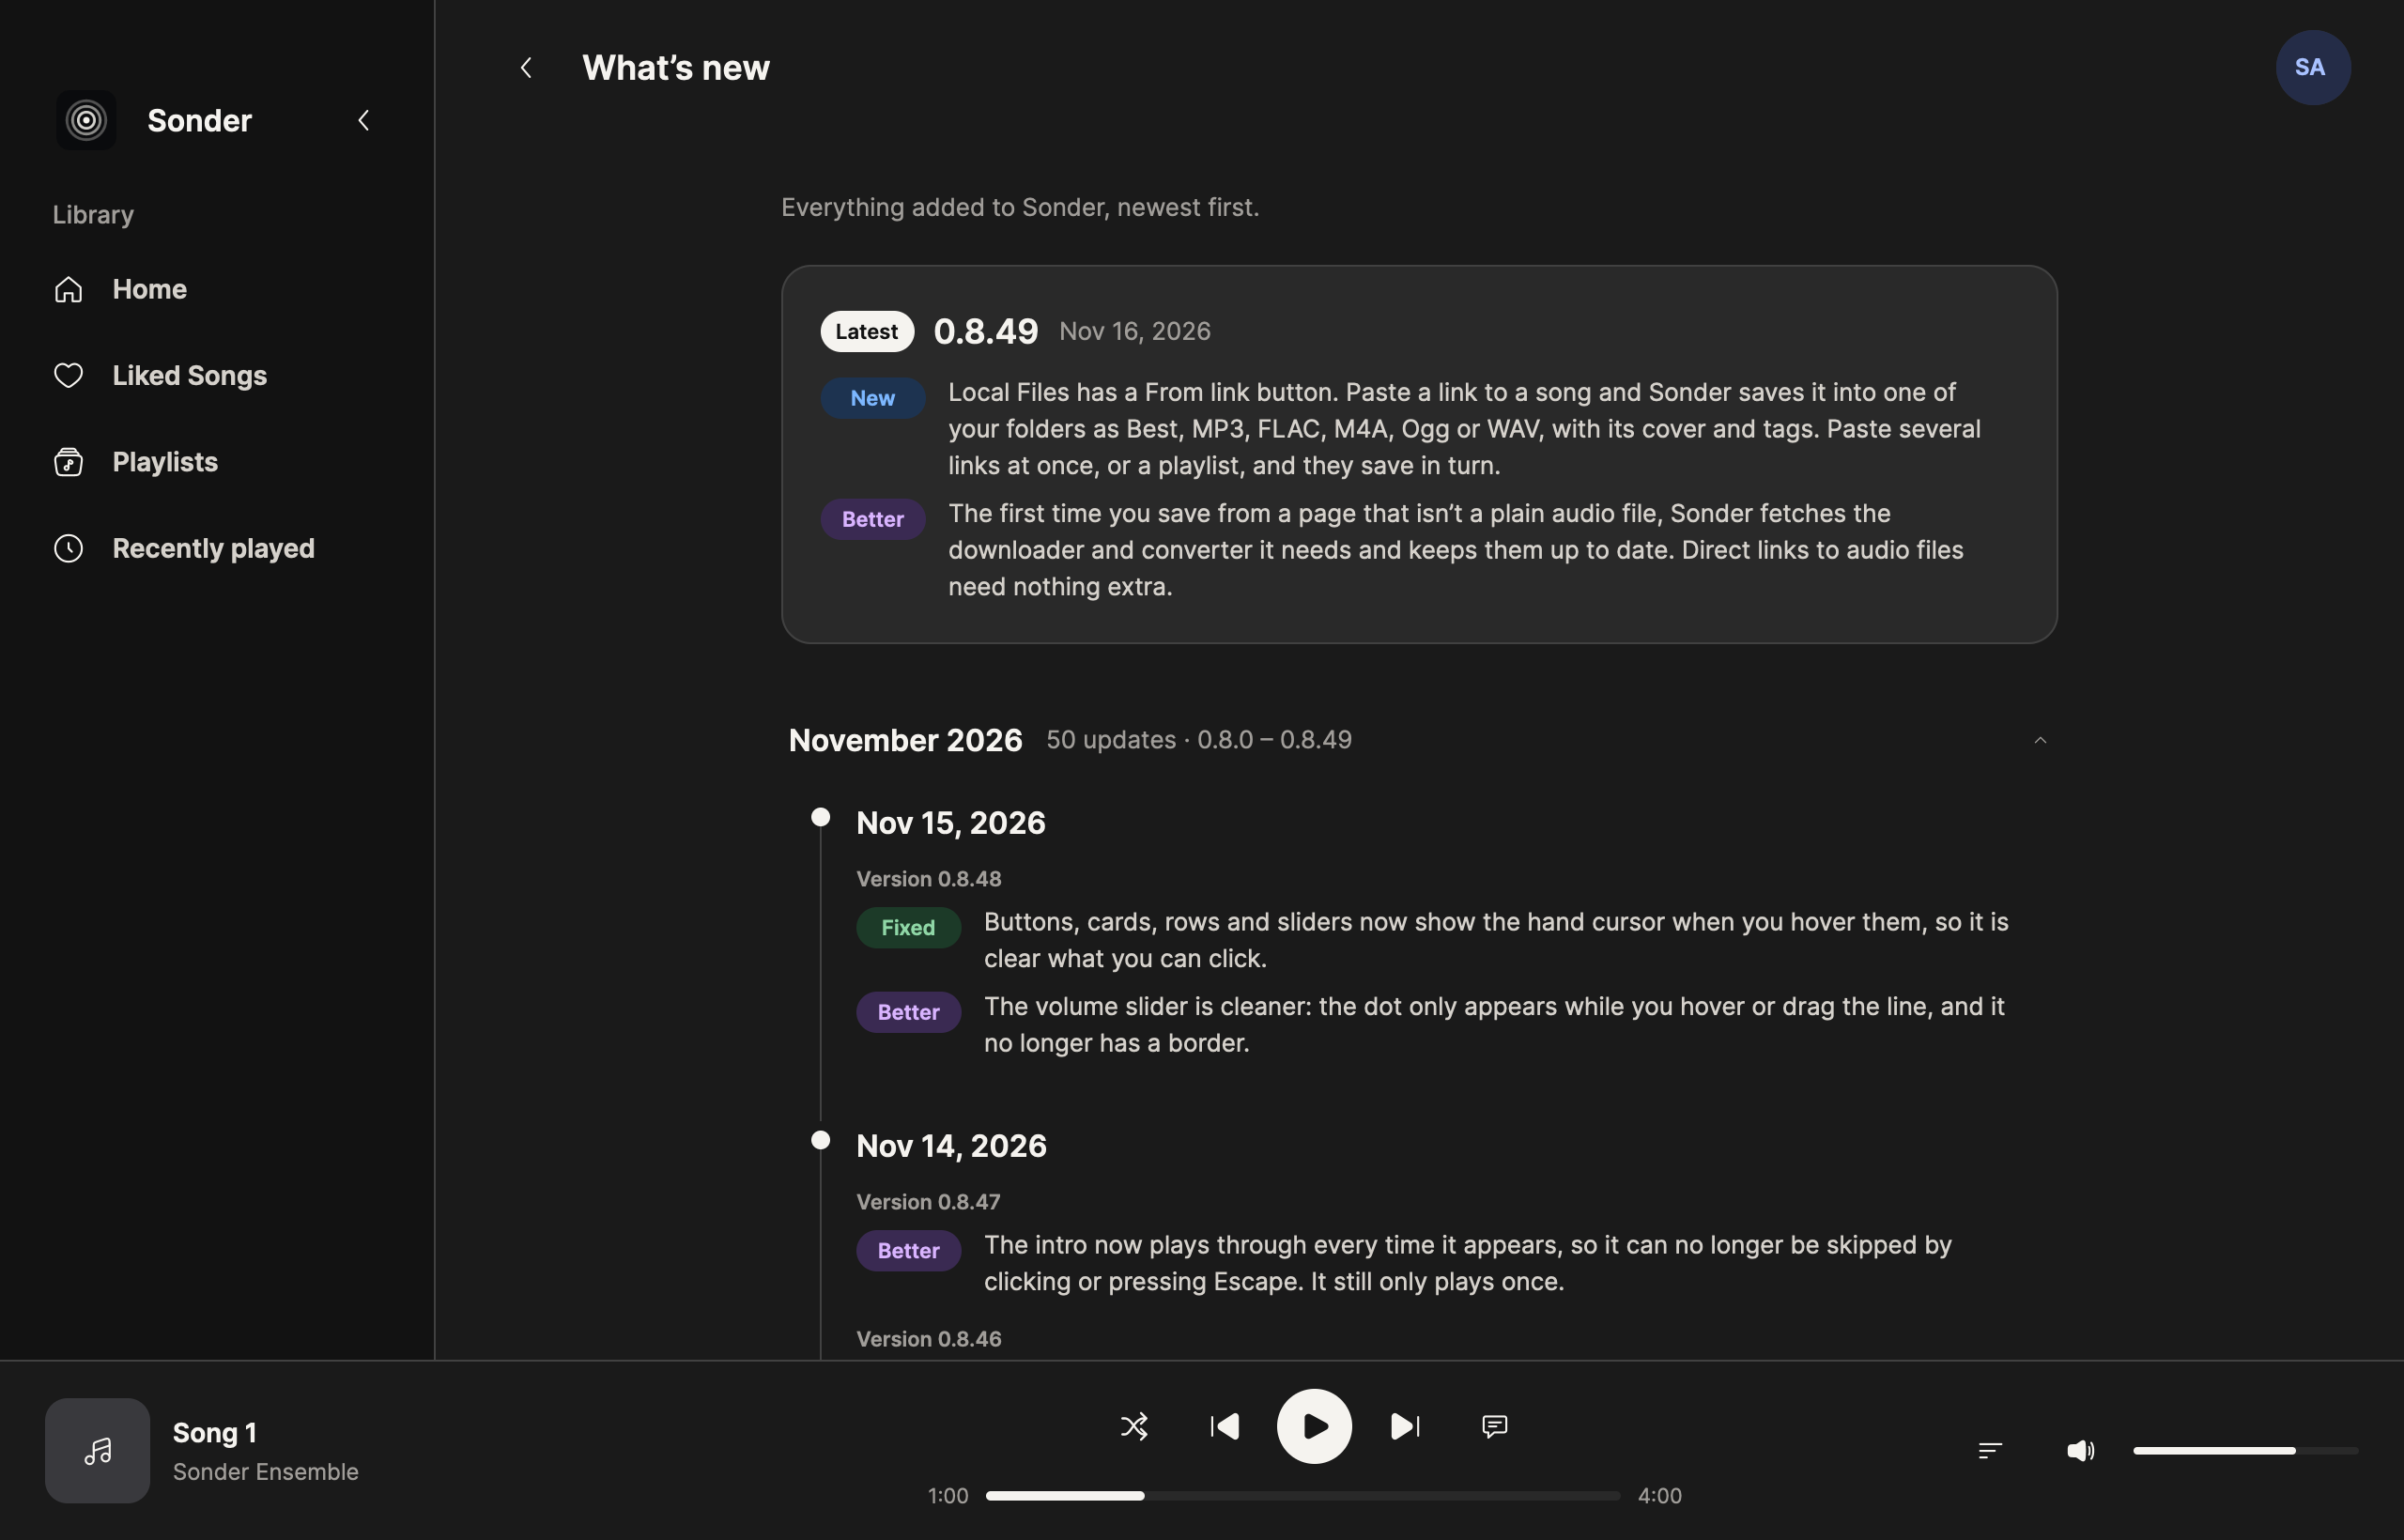 Sonder
Library
Home
Liked Songs
Playlists
Recently played
What’s new
SA
Everything added to Sonder, newest first.
Latest 0.8.49 Nov 16, 2026
New Local Files has a From link button. Paste a link to a song and Sonder saves it into one of
your folders as Best, MP3, FLAC, M4A, Ogg or WAV, with its cover and tags. Paste several
links at once, or a playlist, and they save in turn.
Better The first time you save from a page that isn’t a plain audio file, Sonder fetches the
downloader and converter it needs and keeps them up to date. Direct links to audio files
need nothing extra.
November 2026 50 updates · 0.8.0 – 0.8.49
Nov 15, 2026
Version 0.8.48
Fixed Buttons, cards, rows and sliders now show the hand cursor when you hover them, so it is
clear what you can click.
Better The volume slider is cleaner: the dot only appears while you hover or drag the line, and it
no longer has a border.
Nov 14, 2026
Version 0.8.47
Better The intro now plays through every time it appears, so it can no longer be skipped by
clicking or pressing Escape. It still only plays once.
Version 0.8.46
Song 1
Sonder Ensemble
1:00 4:00